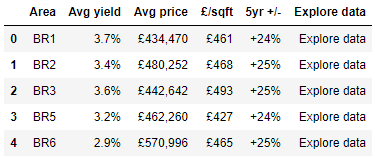 Area Avg yield Avg price £/sqft 5yr +/- Explore data
0 BR1 3.7% £434,470 £461 +24% Explore data
1 BR2 3.4% £480,252 £468 +25% Explore data
2 BR3 3.6% £442,642 £493 +25% Explore data
3 BR5 3.2% £462,260 £427 +24% Explore data
4 BR6 2.9% £570,996 £465 +25% Explore data